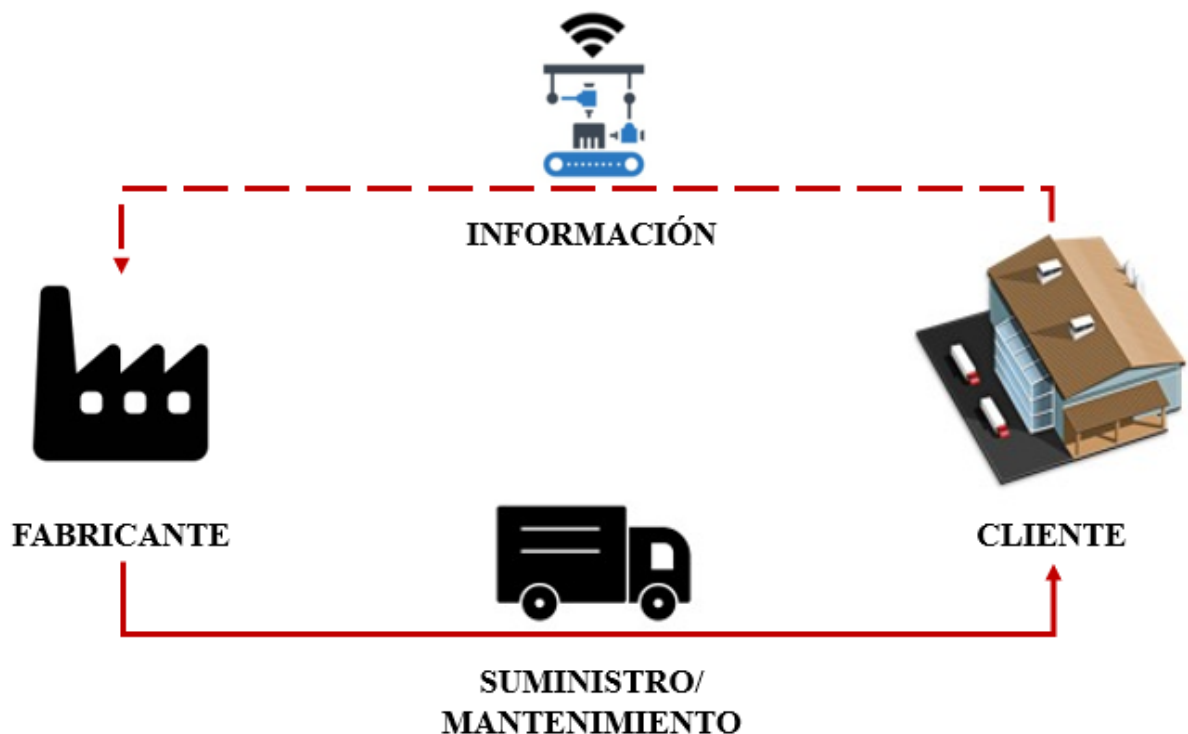 INFORMACIÓN
FABRICANTE
CLIENTE
SUMINISTRO/
MANTENIMIENTO